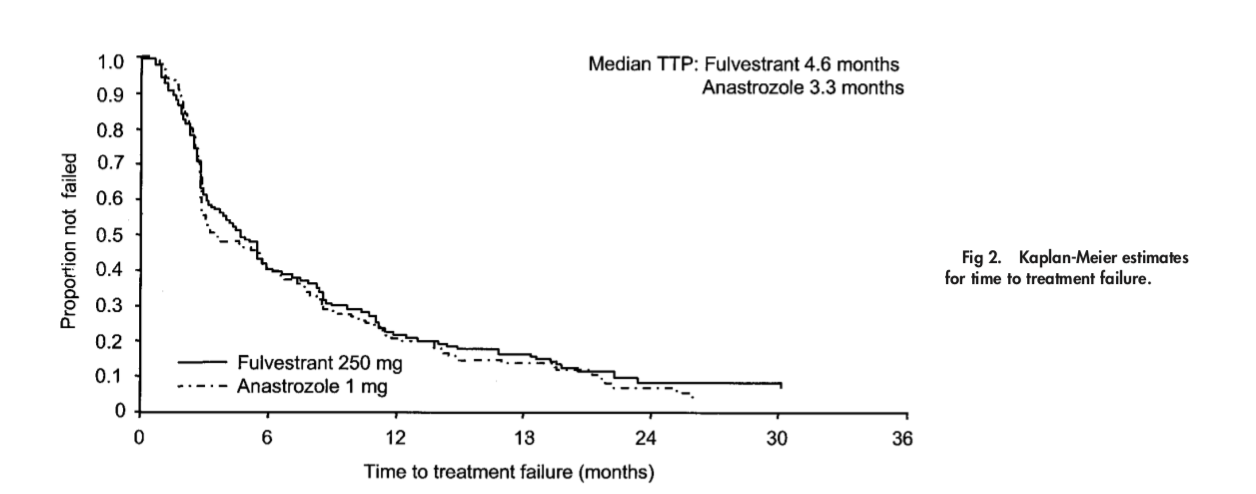 Median TTP: Fulvestrant 4.6 months
Anastrozole 3.3 months
1.0
0.9
0.8
0.7
0.6
0.5
0.4
0.3
0.2
0.1
0
Proportion not failed
Fulvestrant 250 mg
Anastrozole 1 mg
0 6 12 13 24 30 36
Time to treatment failure (months)
Fig 2. Kaplan-Meier estimates
for time to treatment failure.